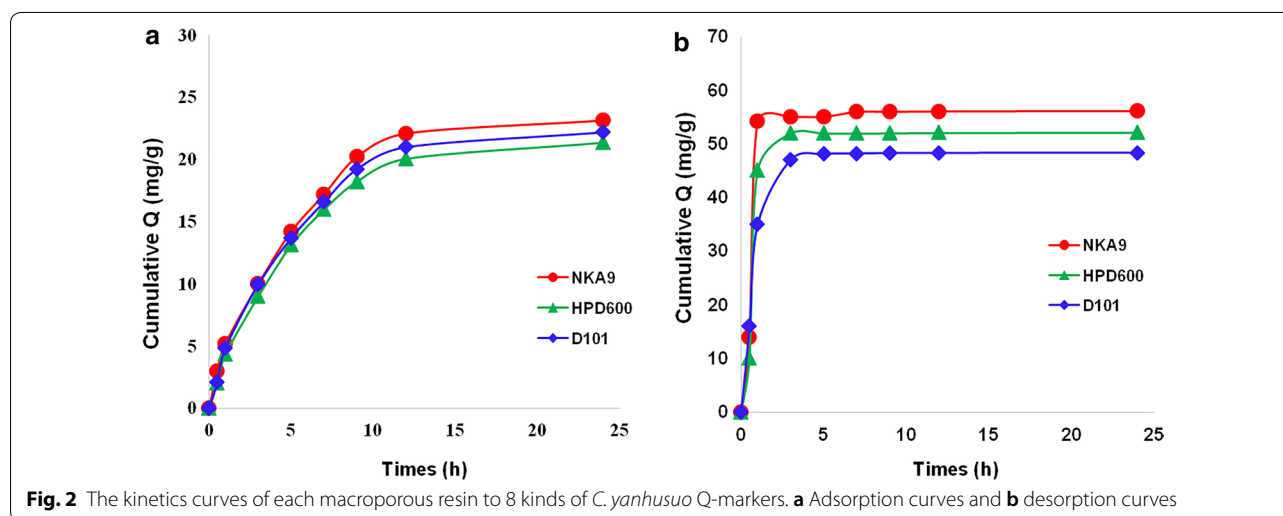 a
30
25
20
15
10
5
0
Cumulative Q (mg/g)
NKA9
HPD600
D101
0 5 10 15 20 25
Times (h)
b
70
60
50
40
30
20
10
0
Cumulative Q (mg/g)
NKA9
HPD600
D101
0 5 10 15 20 25
Times (h)
Fig. 2 The kinetics curves of each macroporous resin to 8 kinds of C. yanhusuo Q-markers. a Adsorption curves and b desorption curves